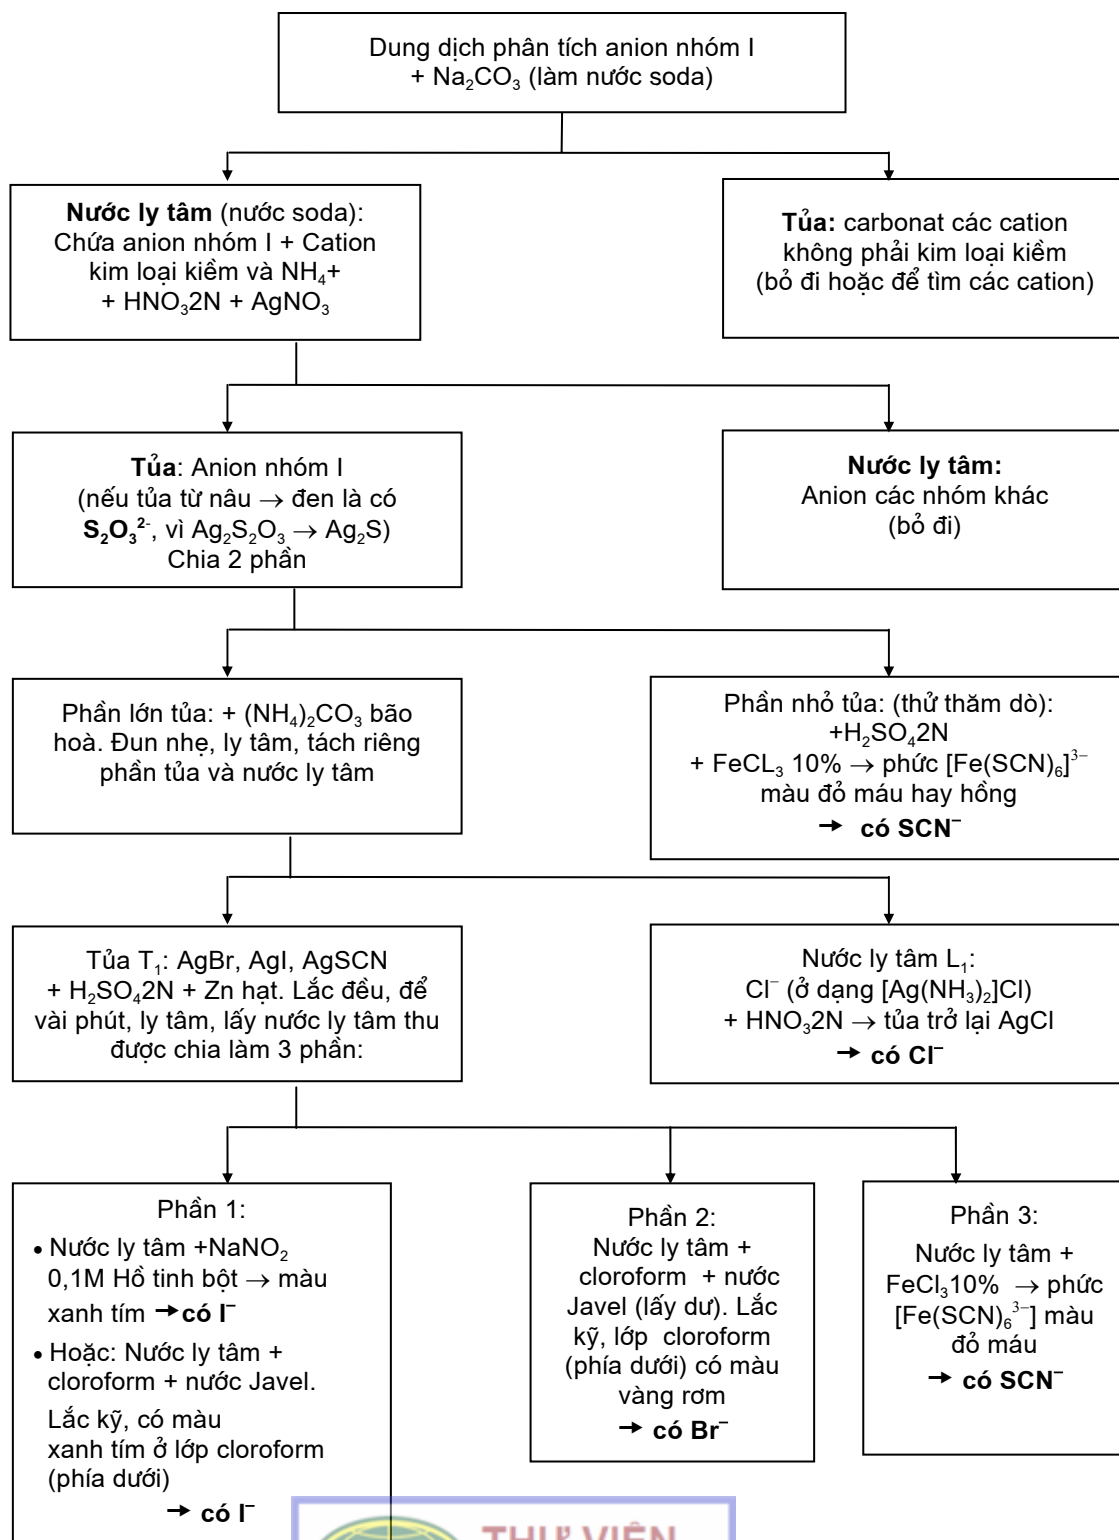 Dung dịch phân tích anion nhóm I
+ Na₂CO₃ (làm nước soda)
Nước ly tâm (nước soda):
Chứa anion nhóm I + Cation
kim loại kiềm và NH₄+
+ HNO₃2N + AgNO₃
Tủa: carbonat các cation
không phải kim loại kiềm
(bỏ đi hoặc để tìm các cation)
Tủa: Anion nhóm I
(nếu tủa từ nâu → đen là có
S₂O₃²⁻, vì Ag₂S₂O₃ → Ag₂S)
Chia 2 phần
Nước ly tâm:
Anion các nhóm khác
(bỏ đi)
Phần lớn tủa: + (NH₄)₂CO₃ bão
hoà. Đun nhẹ, ly tâm, tách riêng
phần tủa và nước ly tâm
Phần nhỏ tủa: (thử thăm dò):
+H₂SO₄2N
+ FeCL₃ 10% → phức [Fe(SCN)₆]³⁻
màu đỏ máu hay hồng
→ có SCN⁻
Tủa T₁: AgBr, AgI, AgSCN
+ H₂SO₄2N + Zn hạt. Lắc đều, để
vài phút, ly tâm, lấy nước ly tâm thu
được chia làm 3 phần:
Nước ly tâm L₁:
Cl⁻ (ở dạng [Ag(NH₃)₂]Cl)
+ HNO₃2N → tủa trở lại AgCl
→ có Cl⁻
Phần 1:
• Nước ly tâm +NaNO₂
0,1M Hồ tinh bột → màu
xanh tím → có I⁻
• Hoặc: Nước ly tâm +
cloroform + nước Javel.
Lắc kỹ, có màu
xanh tím ở lớp cloroform
(phía dưới)
→ có I⁻
Phần 2:
Nước ly tâm +
cloroform + nước
Javel (lấy dư). Lắc
kỹ, lớp cloroform
(phía dưới) có màu
vàng rơm
→ có Br⁻
Phần 3:
Nước ly tâm +
FeCl₃10% → phức
[Fe(SCN)₆³⁻] màu
đỏ máu
→ có SCN⁻
THƯ VIỆN